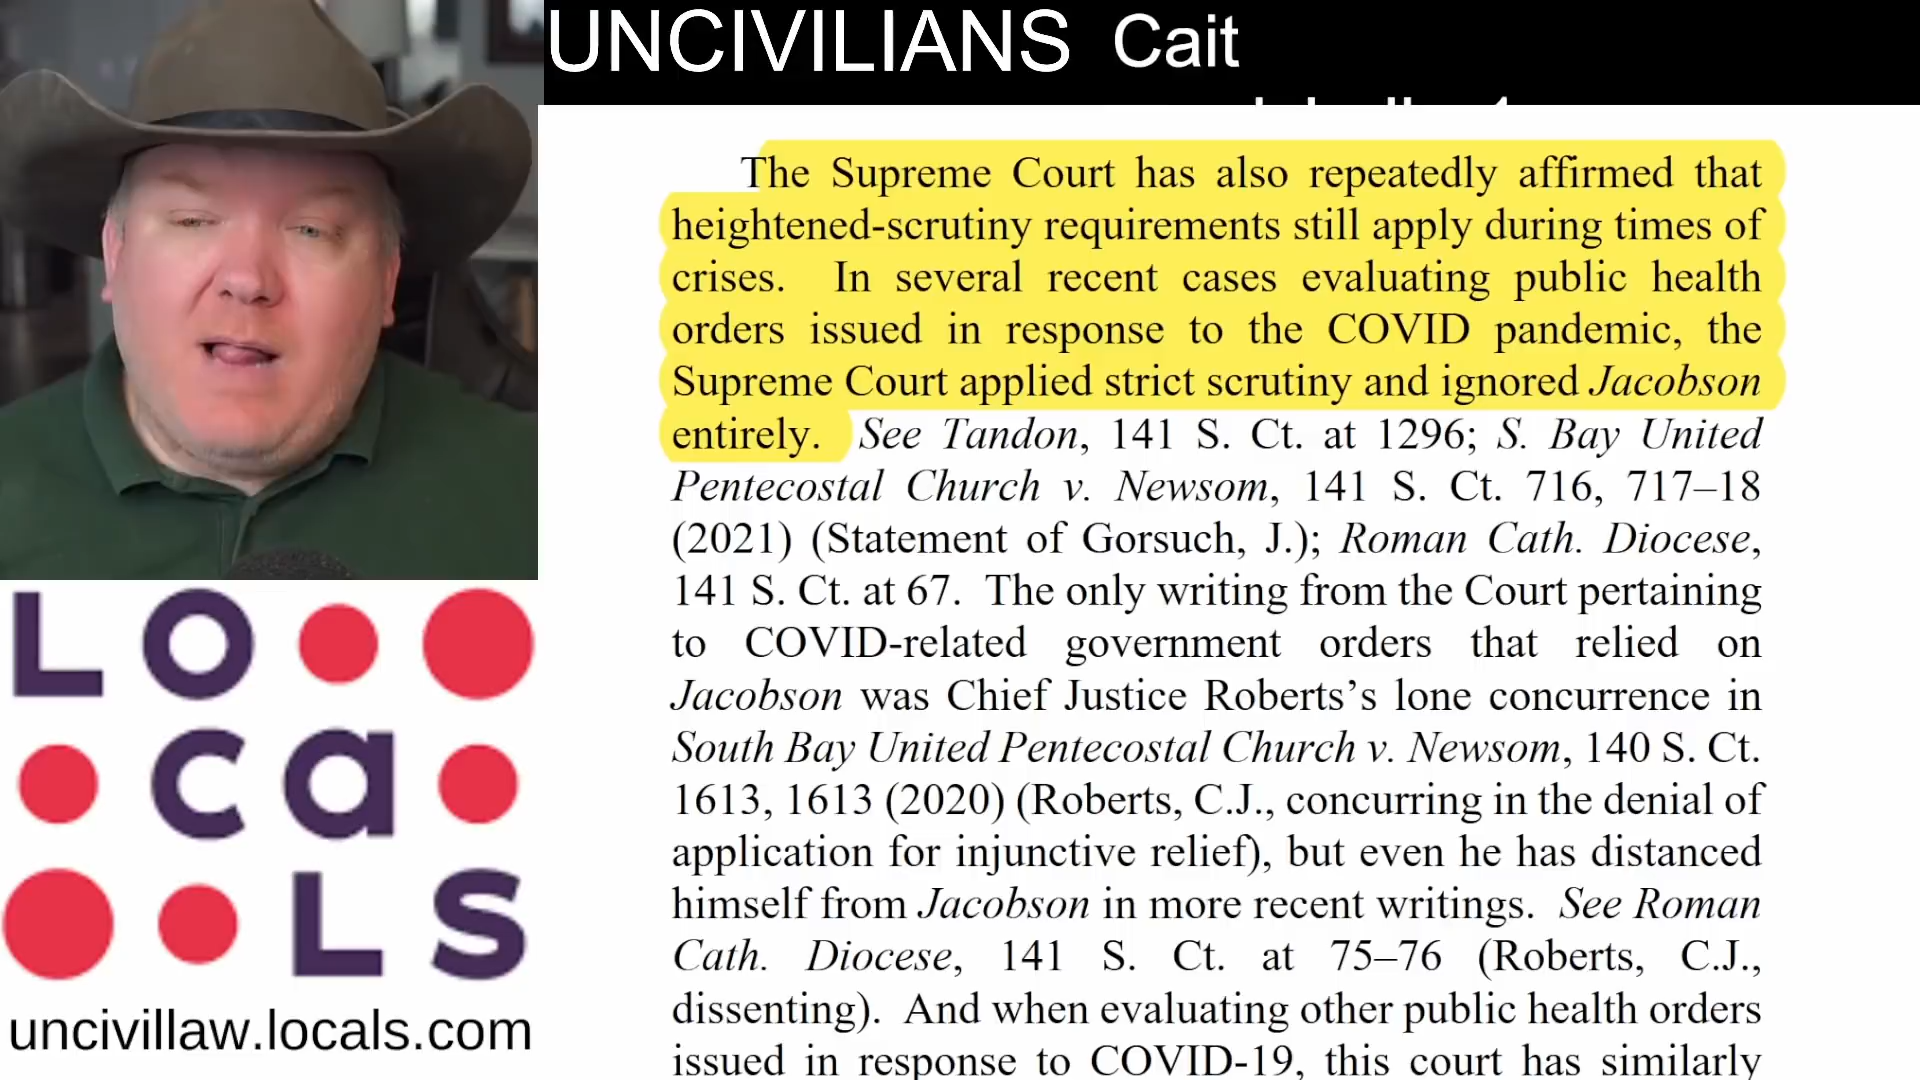 UNCIVILIANS Cait
The Supreme Court has also repeatedly affirmed that
heightened-scrutiny requirements still apply during times of
crises. In several recent cases evaluating public health
orders issued in response to the COVID pandemic, the
Supreme Court applied strict scrutiny and ignored Jacobson
entirely. See Tandon, 141 S. Ct. at 1296; S. Bay United
Pentecostal Church v. Newsom, 141 S. Ct. 716, 717–18
(2021) (Statement of Gorsuch, J.); Roman Cath. Diocese,
141 S. Ct. at 67. The only writing from the Court pertaining
to COVID-related government orders that relied on
Jacobson was Chief Justice Roberts’s lone concurrence in
South Bay United Pentecostal Church v. Newsom, 140 S. Ct.
1613, 1613 (2020) (Roberts, C.J., concurring in the denial of
application for injunctive relief), but even he has distanced
himself from Jacobson in more recent writings. See Roman
Cath. Diocese, 141 S. Ct. at 75–76 (Roberts, C.J.,
dissenting). And when evaluating other public health orders
issued in response to COVID-19, this court has similarly
LO
ca
LS
uncivillaw.locals.com